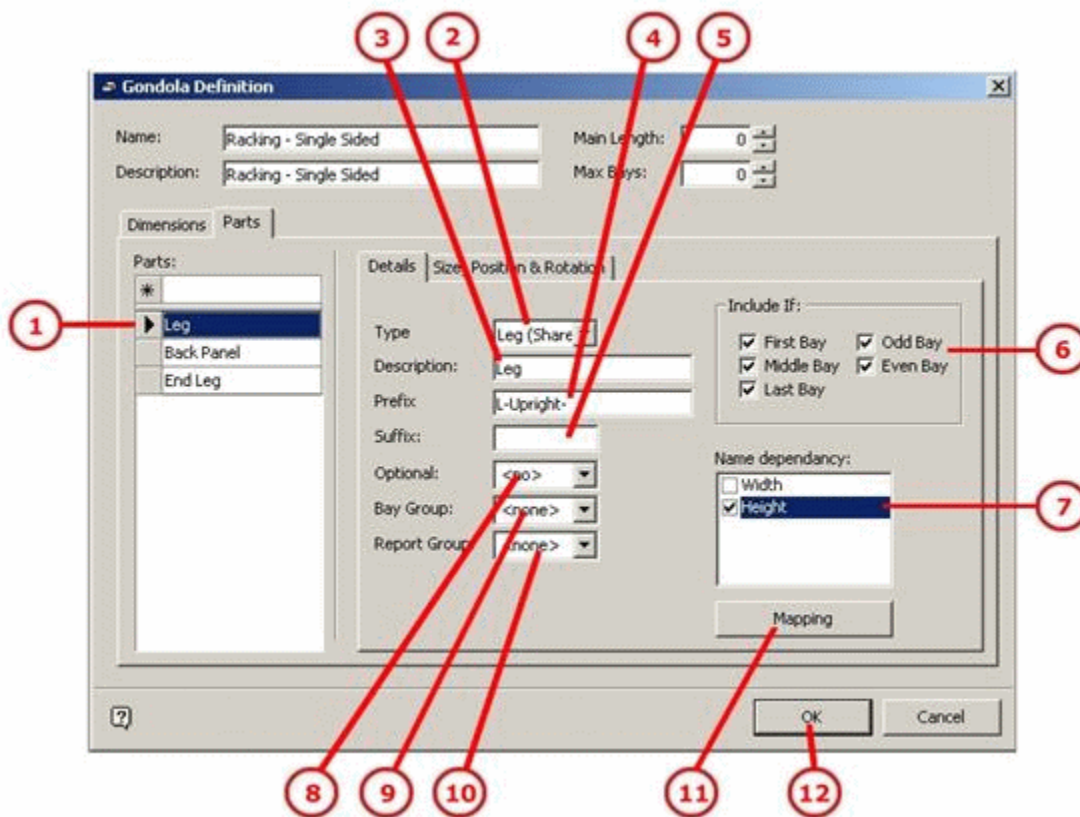 3 2 4 5
Gondola Definition
Name: Racking - Single Sided Main Length: 0
Description: Racking - Single Sided Max Bays: 0
Dimensions Parts
Parts: Details Size, Position & Rotation
Include If:
1 Leg Type Leg (Share First Bay Odd Bay 6
Back Panel Description: Leg Middle Bay Even Bay
End Leg Prefix L-Upright- Last Bay
Suffix:
Name dependancy:
Optional: <no> Width
Bay Group: <none> Height 7
Report Group <none>
Mapping
OK Cancel
8 9 10 11 12